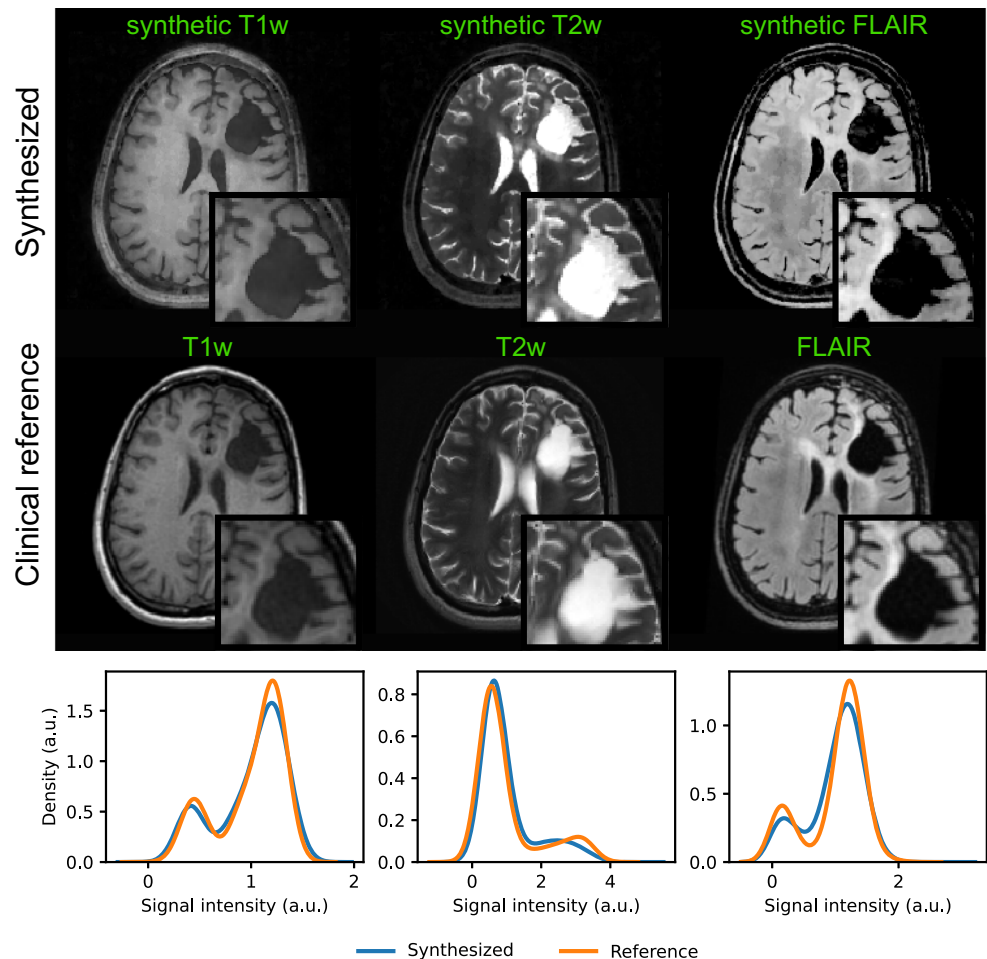 synthetic T1w
synthetic T2w
synthetic FLAIR
Synthesized
T1w
T2w
FLAIR
Clinical reference
Density (a.u.)
1.5
1.0
0.5
0.0
0
1
2
Signal intensity (a.u.)
0.8
0.6
0.4
0.2
0.0
0
2
4
Signal intensity (a.u.)
1.0
0.5
0.0
0
2
Signal intensity (a.u.)
Synthesized
Reference